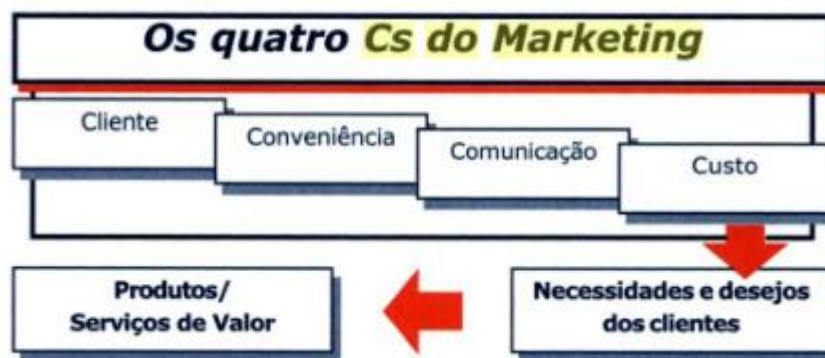 Os quatro Cs do Marketing
Cliente
Conveniência
Comunicação
Custo
Produtos/
Serviços de Valor
Necessidades e desejos
dos clientes